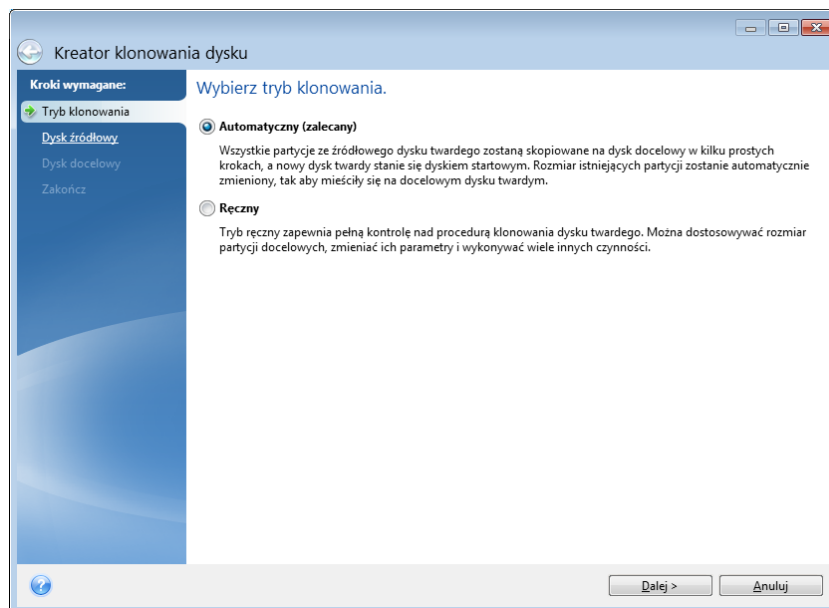 Kreator klonowania dysku
Kroki wymagane:
Tryb klonowania
Dysk źródłowy
Dysk docelowy
Zakończ
Wybierz tryb klonowania.
Automatyczny (zalecany)
Wszystkie partycje ze źródłowego dysku twardego zostaną skopiowane na dysk docelowy w kilku prostych
krokach, a nowy dysk twardy stanie się dyskiem startowym. Rozmiar istniejących partycji zostanie automatycznie
zmieniony, tak aby mieściły się na docelowym dysku twardym.
Ręczny
Tryb ręczny zapewnia pełną kontrolę nad procedurą klonowania dysku twardego. Można dostosowywać rozmiar
partycji docelowych, zmieniać ich parametry i wykonywać wiele innych czynności.
?
Dalej >
Anuluj